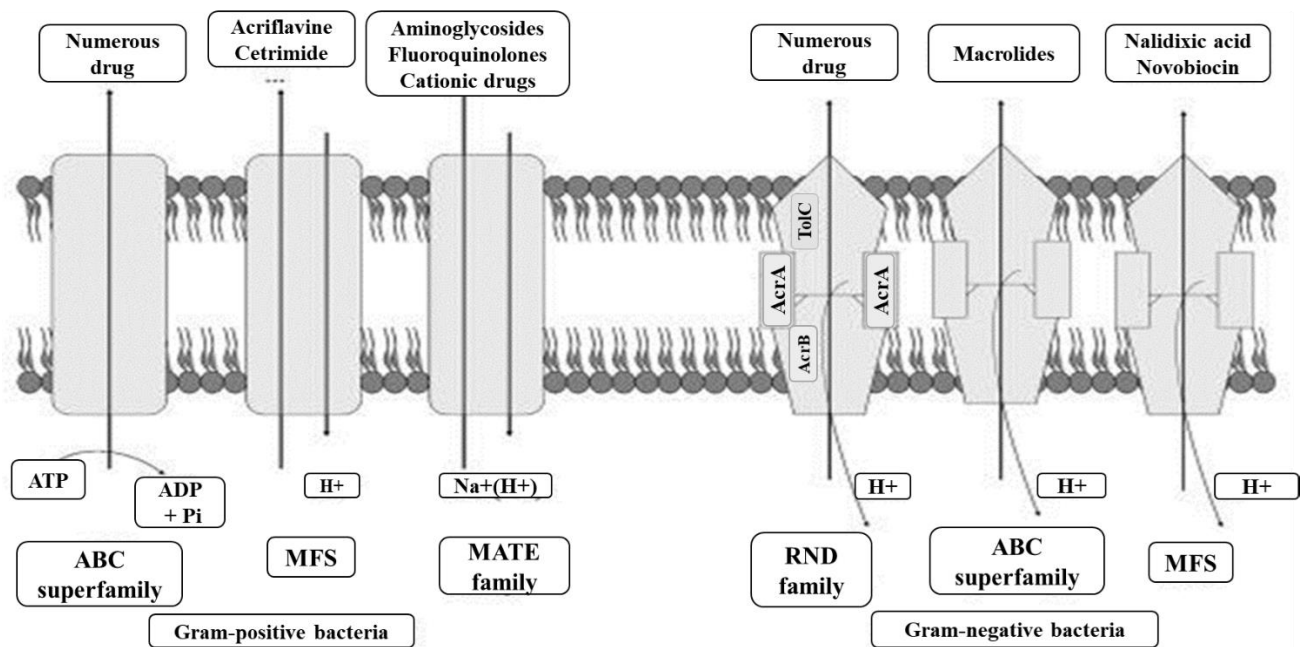 Numerous
drug
Acriflavine
Cetrimide
---
Aminoglycosides
Fluoroquinolones
Cationic drugs
Numerous
drug
Macrolides
Nalidixic acid
Novobiocin
TolC
AcrA
AcrA
AcrB
ATP
ADP
+ Pi
H+
Na+(H+)
H+
H+
H+
ABC
superfamily
MFS
MATE
family
RND
family
ABC
superfamily
MFS
Gram-positive bacteria
Gram-negative bacteria